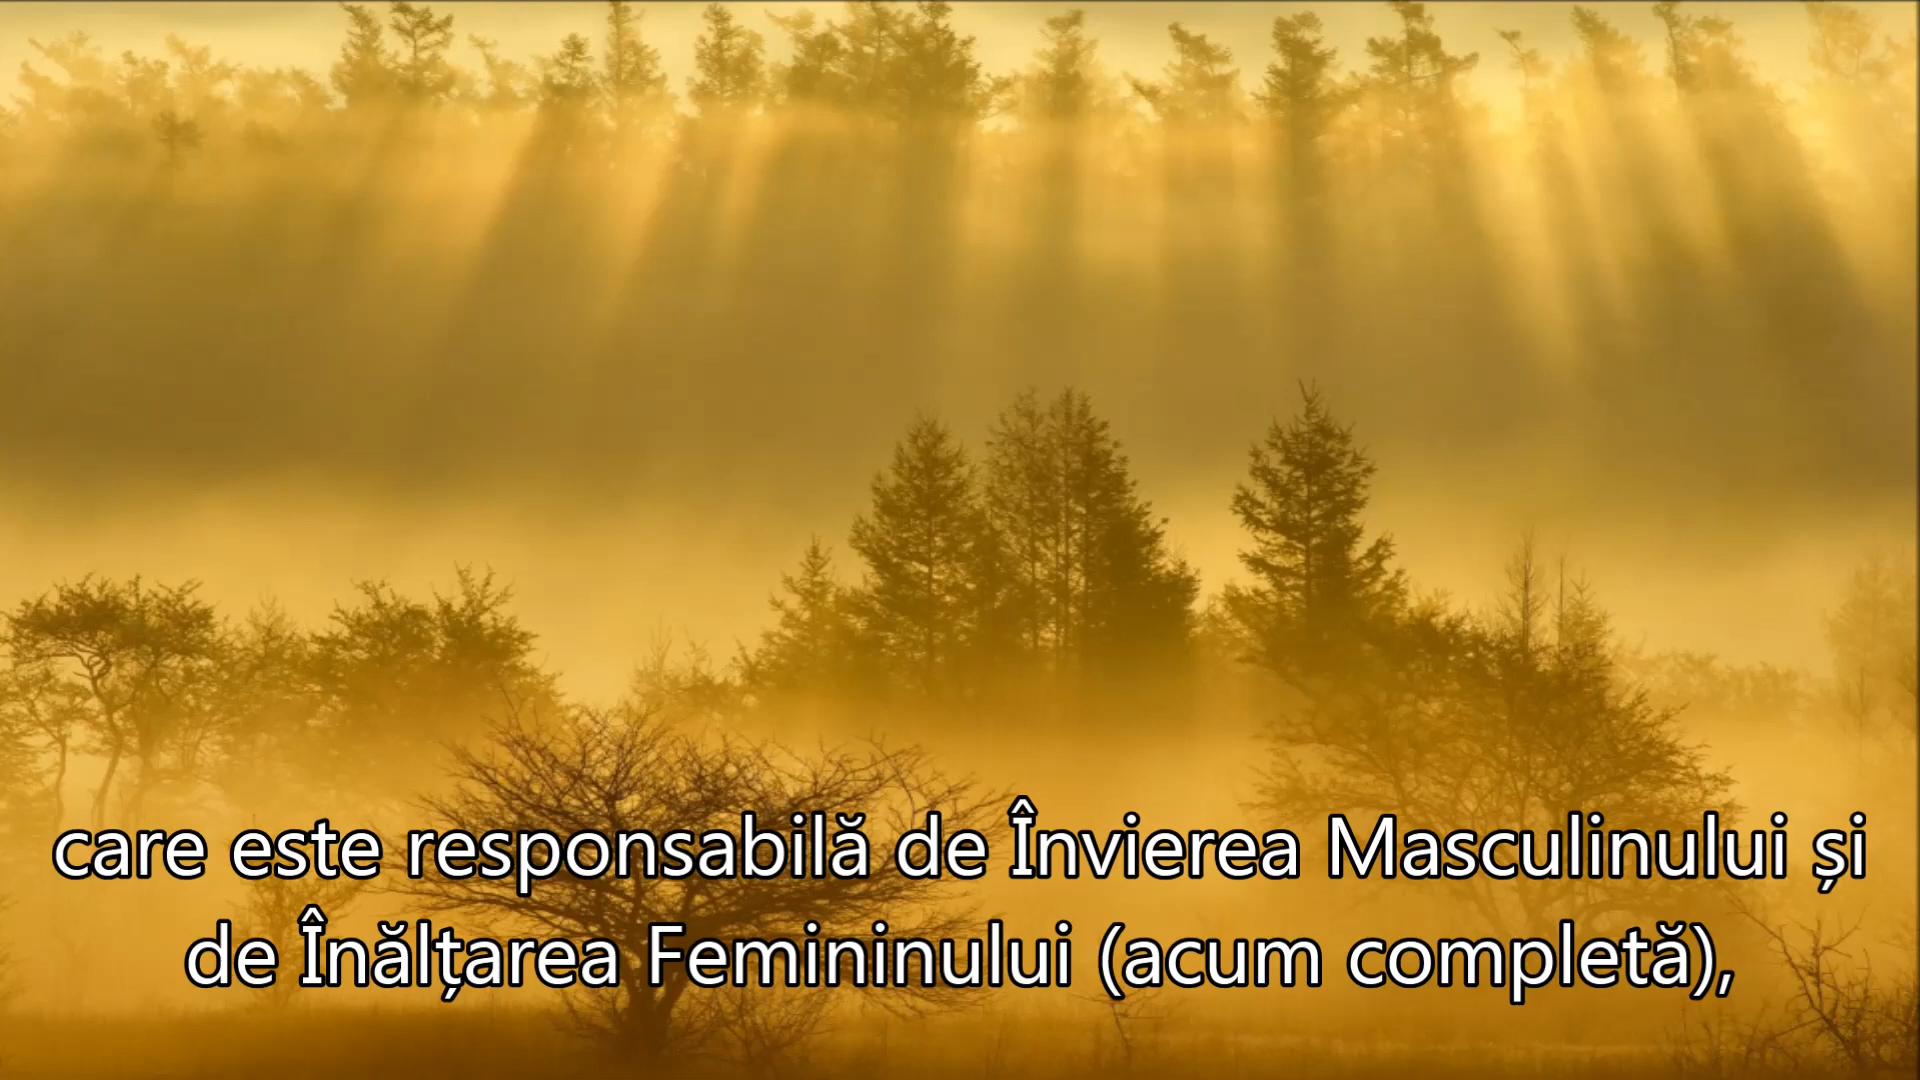 care este responsabilă de Învierea Masculinului și
de Înălțarea Femininului (acum completă),